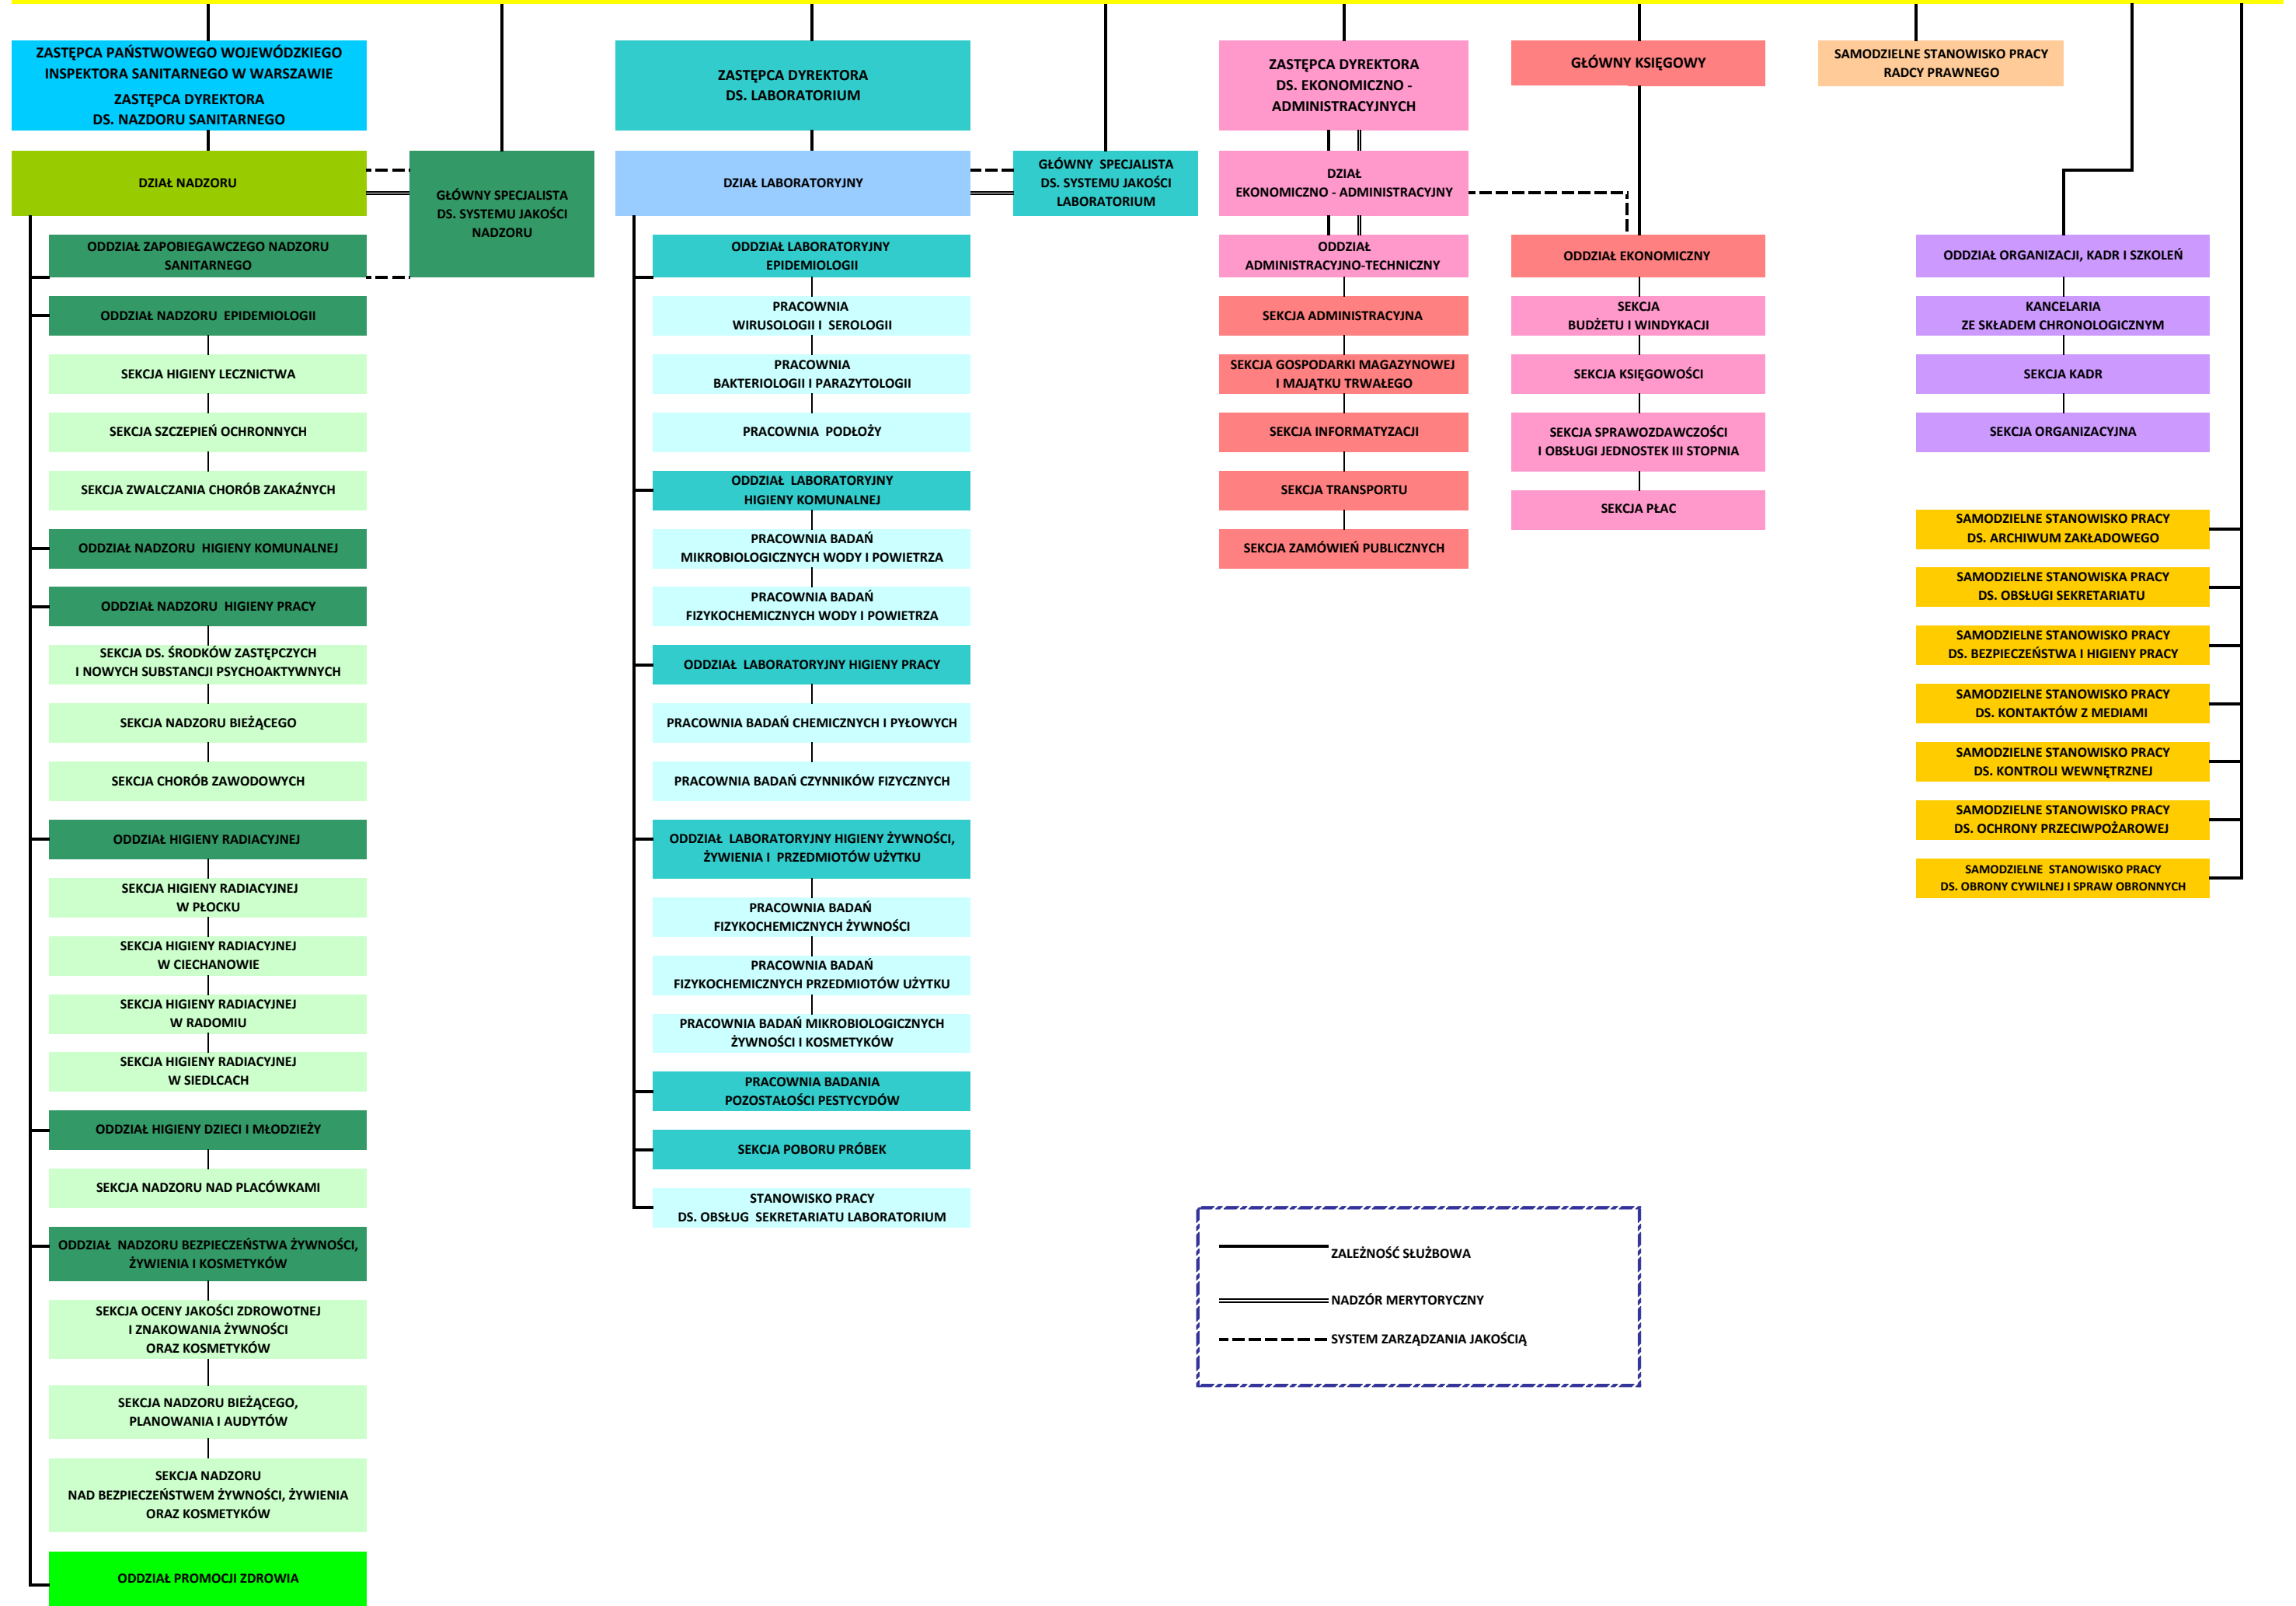 ZASTĘPCA PAŃSTWOWEGO WOJEWÓDZKIEGO
INSPEKTORA SANITARNEGO W WARSZAWIE
ZASTĘPCA DYREKTORA
DS. NAZDORU SANITARNEGO
DZIAŁ NADZORU
GŁÓWNY SPECJALISTA
DS. SYSTEMU JAKOŚCI
NADZORU
ODDZIAŁ ZAPOBIEGAWCZEGO NADZORU
SANITARNEGO
ODDZIAŁ NADZORU EPIDEMIOLOGII
SEKCJA HIGIENY LECZNICTWA
SEKCJA SZCZEPIEŃ OCHRONNYCH
SEKCJA ZWALCZANIA CHORÓB ZAKAŹNYCH
ODDZIAŁ NADZORU HIGIENY KOMUNALNEJ
ODDZIAŁ NADZORU HIGIENY PRACY
SEKCJA DS. ŚRODKÓW ZASTĘPCZYCH
I NOWYCH SUBSTANCJI PSYCHOAKTYWNYCH
SEKCJA NADZORU BIEŻĄCEGO
SEKCJA CHORÓB ZAWODOWYCH
ODDZIAŁ HIGIENY RADIACYJNEJ
SEKCJA HIGIENY RADIACYJNEJ
W PŁOCKU
SEKCJA HIGIENY RADIACYJNEJ
W CIECHANOWIE
SEKCJA HIGIENY RADIACYJNEJ
W RADOMIU
SEKCJA HIGIENY RADIACYJNEJ
W SIEDLCACH
ODDZIAŁ HIGIENY DZIECI I MŁODZIEŻY
SEKCJA NADZORU NAD PLACÓWKAMI
ODDZIAŁ NADZORU BEZPIECZEŃSTWA ŻYWNOŚCI,
ŻYWIENIA I KOSMETYKÓW
SEKCJA OCENY JAKOŚCI ZDROWOTNEJ
I ZNAKOWANIA ŻYWNOŚCI
ORAZ KOSMETYKÓW
SEKCJA NADZORU BIEŻĄCEGO,
PLANOWANIA I AUDYTÓW
SEKCJA NADZORU
NAD BEZPIECZEŃSTWEM ŻYWNOŚCI, ŻYWIENIA
ORAZ KOSMETYKÓW
ODDZIAŁ PROMOCJI ZDROWIA
ZASTĘPCA DYREKTORA
DS. LABORATORIUM
DZIAŁ LABORATORYJNY
GŁÓWNY SPECJALISTA
DS. SYSTEMU JAKOŚCI
LABORATORIUM
ODDZIAŁ LABORATORYJNY
EPIDEMIOLOGII
PRACOWNIA
WIRUSOLOGII I SEROLOGII
PRACOWNIA
BAKTERIOLOGII I PARAZYTOLOGII
PRACOWNIA PODŁOŻY
ODDZIAŁ LABORATORYJNY
HIGIENY KOMUNALNEJ
PRACOWNIA BADAŃ
MIKROBIOLOGICZNYCH WODY I POWIETRZA
PRACOWNIA BADAŃ
FIZYKOCHEMICZNYCH WODY I POWIETRZA
ODDZIAŁ LABORATORYJNY HIGIENY PRACY
PRACOWNIA BADAŃ CHEMICZNYCH I PYŁOWYCH
PRACOWNIA BADAŃ CZYNNIKÓW FIZYCZNYCH
ODDZIAŁ LABORATORYJNY HIGIENY ŻYWNOŚCI,
ŻYWIENIA I PRZEDMIOTÓW UŻYTKU
PRACOWNIA BADAŃ
FIZYKOCHEMICZNYCH ŻYWNOŚCI
PRACOWNIA BADAŃ
FIZYKOCHEMICZNYCH PRZEDMIOTÓW UŻYTKU
PRACOWNIA BADAŃ MIKROBIOLOGICZNYCH
ŻYWNOŚCI I KOSMETYKÓW
PRACOWNIA BADANIA
POZOSTAŁOŚCI PESTYCYDÓW
SEKCJA POBORU PRÓBEK
STANOWISKO PRACY
DS. OBSŁUG SEKRETARIATU LABORATORIUM
ZASTĘPCA DYREKTORA
DS. EKONOMICZNO -
ADMINISTRACYJNYCH
DZIAŁ
EKONOMICZNO - ADMINISTRACYJNY
ODDZIAŁ
ADMINISTRACYJNO-TECHNICZNY
SEKCJA ADMINISTRACYJNA
SEKCJA GOSPODARKI MAGAZYNOWEJ
I MAJĄTKU TRWAŁEGO
SEKCJA INFORMATYZACJI
SEKCJA TRANSPORTU
SEKCJA ZAMÓWIEŃ PUBLICZNYCH
GŁÓWNY KSIĘGOWY
ODDZIAŁ EKONOMICZNY
SEKCJA
BUDŻETU I WINDYKACJI
SEKCJA KSIĘGOWOŚCI
SEKCJA SPRAWOZDAWCZOŚCI
I OBSŁUGI JEDNOSTEK III STOPNIA
SEKCJA PŁAC
SAMODZIELNE STANOWISKO PRACY
RADCY PRAWNEGO
ODDZIAŁ ORGANIZACJI, KADR I SZKOLEŃ
KANCELARIA
ZE SKŁADEM CHRONOLOGICZNYM
SEKCJA KADR
SEKCJA ORGANIZACYJNA
SAMODZIELNE STANOWISKO PRACY
DS. ARCHIWUM ZAKŁADOWEGO
SAMODZIELNE STANOWISKA PRACY
DS. OBSŁUGI SEKRETARIATU
SAMODZIELNE STANOWISKO PRACY
DS. BEZPIECZEŃSTWA I HIGIENY PRACY
SAMODZIELNE STANOWISKO PRACY
DS. KONTAKTÓW Z MEDIAMI
SAMODZIELNE STANOWISKO PRACY
DS. KONTROLI WEWNĘTRZNEJ
SAMODZIELNE STANOWISKO PRACY
DS. OCHRONY PRZECIWPOŻAROWEJ
SAMODZIELNE STANOWISKO PRACY
DS. OBRONY CYWILNEJ I SPRAW OBRONNYCH
ZALEŻNOŚĆ SŁUŻBOWA
NADZÓR MERYTORYCZNY
SYSTEM ZARZĄDZANIA JAKOŚCIĄ